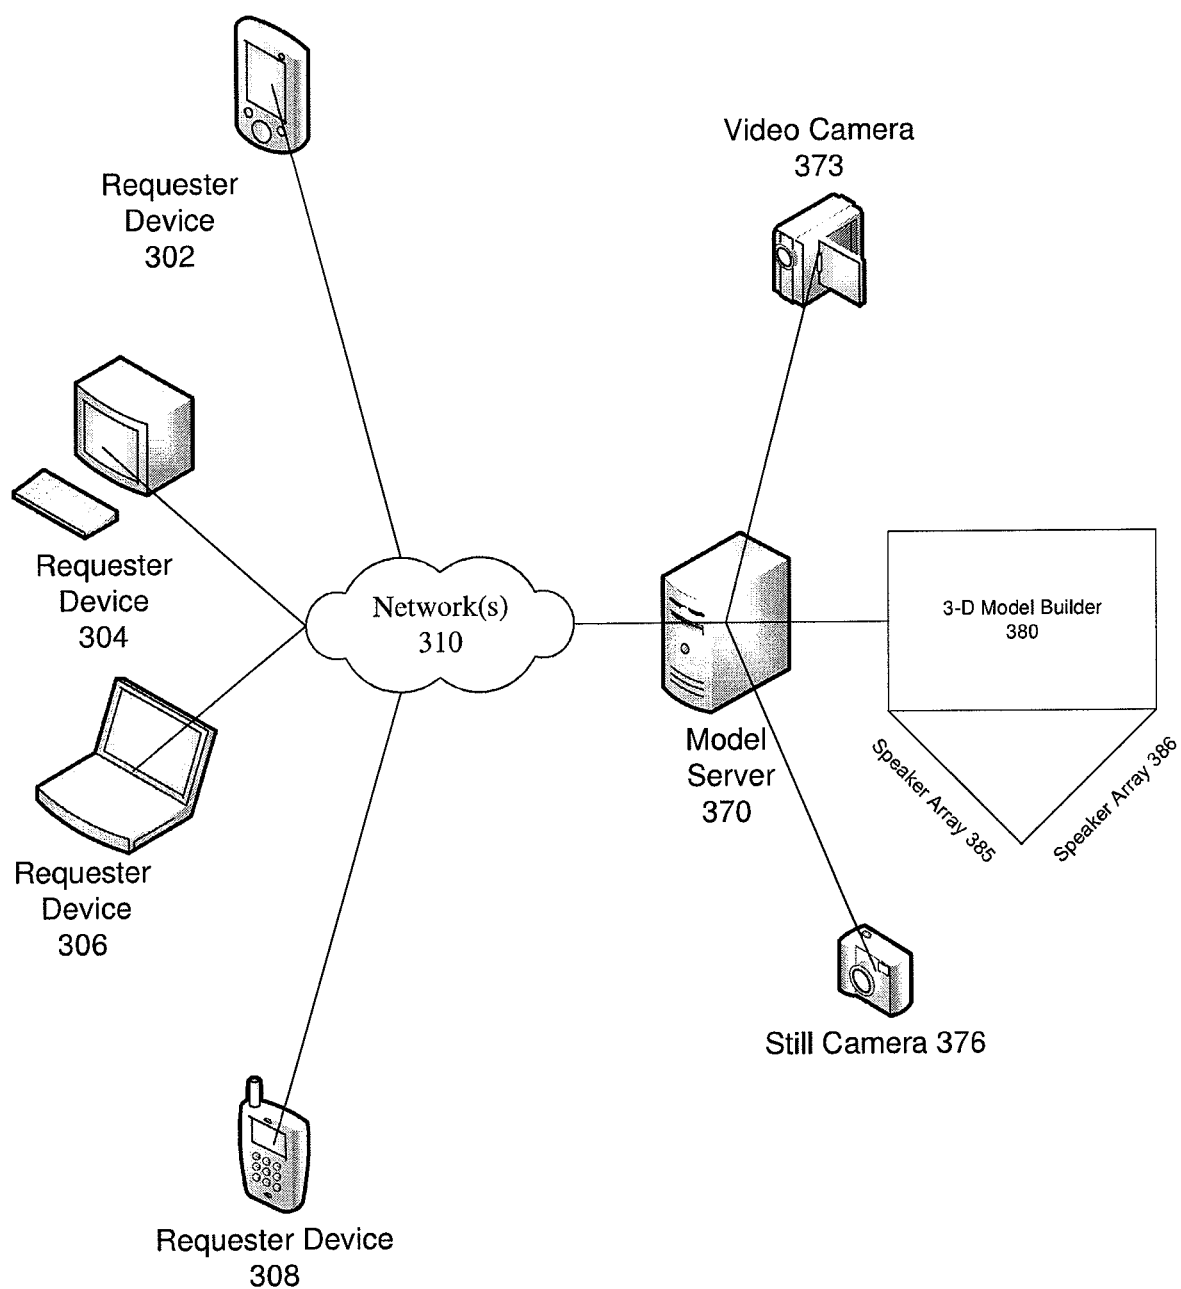 Requester
Device
302
Video Camera
373
Requester
Device
304
Network(s)
310
3-D Model Builder
380
Requester
Device
306
Model
Server
370
Speaker Array 385
Speaker Array 386
Still Camera 376
Requester Device
308